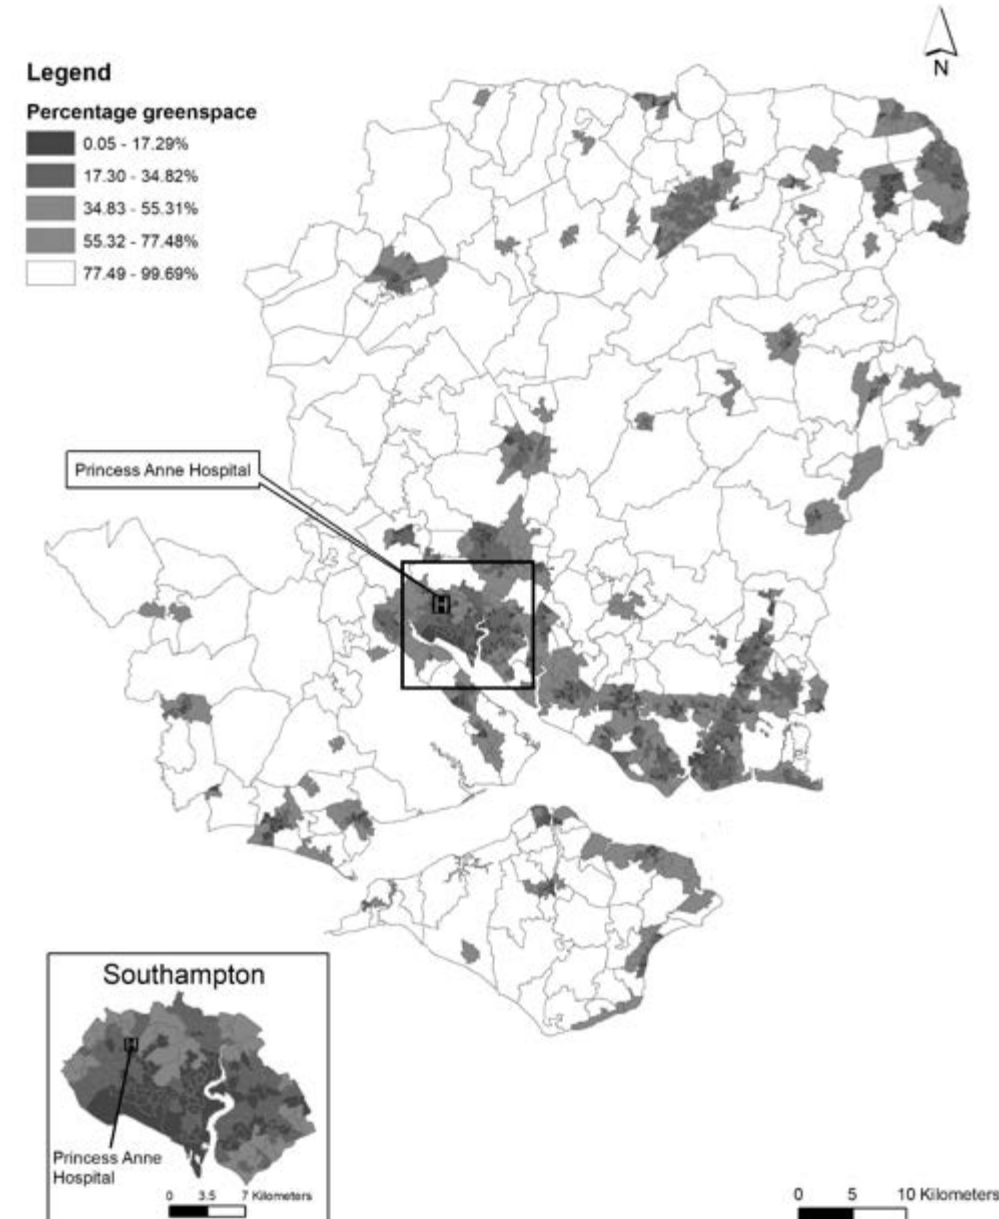 N
Legend
Percentage greenspace
0.05 - 17.29%
17.30 - 34.82%
34.83 - 55.31%
55.32 - 77.48%
77.49 - 99.69%
Princess Anne Hospital
H
Southampton
H
Princess Anne
Hospital
0 3.5 7 Kilometers
0 5 10 Kilometers